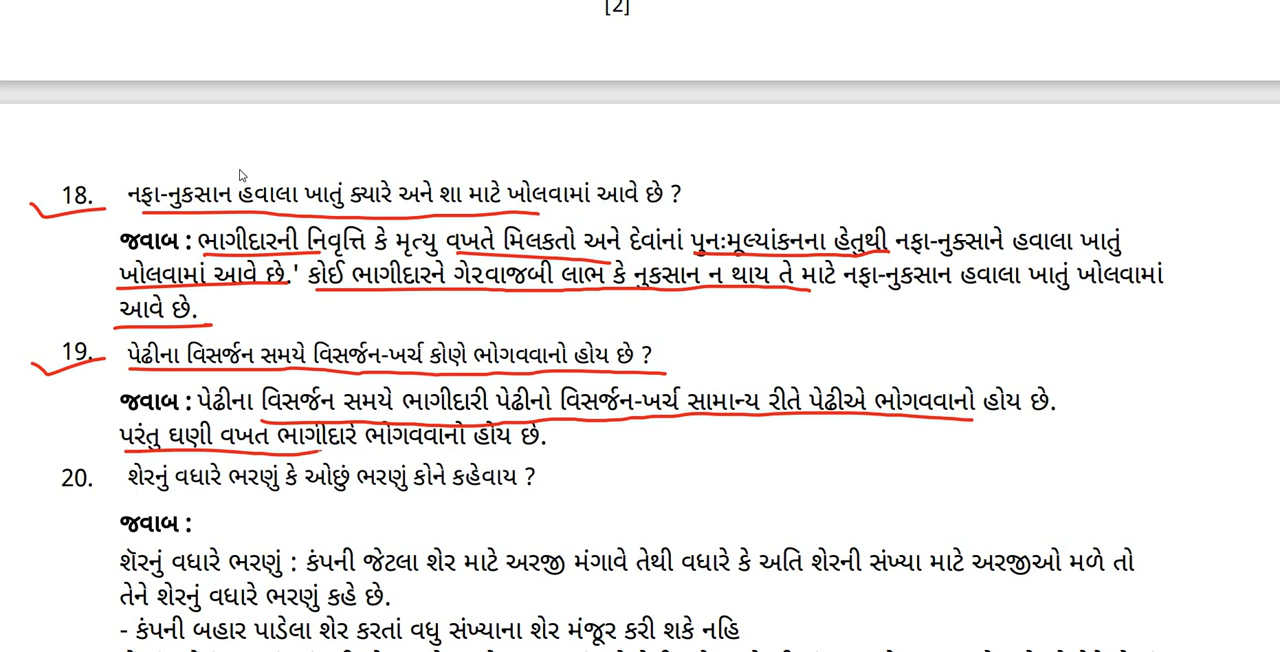 [2]
18. નફા-નુકસાન હવાલા ખાતું ક્યારે અને શા માટે ખોલવામાં આવે છે ?
જવાબ : ભાગીદારની નિવૃત્તિ કે મૃત્યુ વખતે મિલકતો અને દેવાંનાં પુનઃમૂલ્યાંકનના હેતુથી નફા-નુક્સાને હવાલા ખાતું
ખોલવામાં આવે છે.' કોઈ ભાગીદારને ગેરવાજબી લાભ કે નુકસાન ન થાય તે માટે નફા-નુકસાન હવાલા ખાતું ખોલવામાં
આવે છે.
19. પેઢીના વિસર્જન સમયે વિસર્જન-ખર્ચ કોણે ભોગવવાનો હોય છે ?
જવાબ : પેઢીના વિસર્જન સમયે ભાગીદારી પેઢીનો વિસર્જન-ખર્ચ સામાન્ય રીતે પેઢીએ ભોગવવાનો હોય છે.
પરંતુ ઘણી વખત ભાગીદારે ભોગવવાનો હોય છે.
20. શેરનું વધારે ભરણું કે ઓછું ભરણું કોને કહેવાય ?
જવાબ :
શૅરનું વધારે ભરણું : કંપની જેટલા શેર માટે અરજી મંગાવે તેથી વધારે કે અતિ શેરની સંખ્યા માટે અરજીઓ મળે તો
તેને શેરનું વધારે ભરણું કહે છે.
- કંપની બહાર પાડેલા શેર કરતાં વધુ સંખ્યાના શેર મંજૂર કરી શકે નહિ